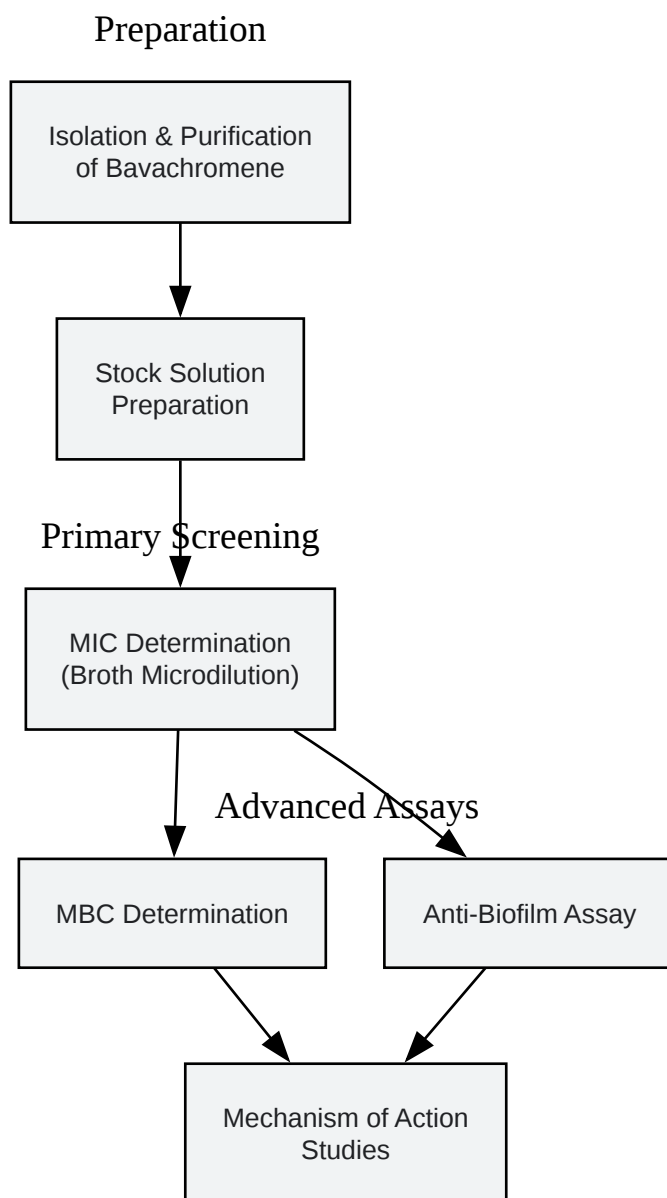 Preparation
Isolation & Purification
of Bavachromene
Stock Solution
Preparation
Primary Screening
MIC Determination
(Broth Microdilution)
Advanced Assays
MBC Determination
Anti-Biofilm Assay
Mechanism of Action
Studies